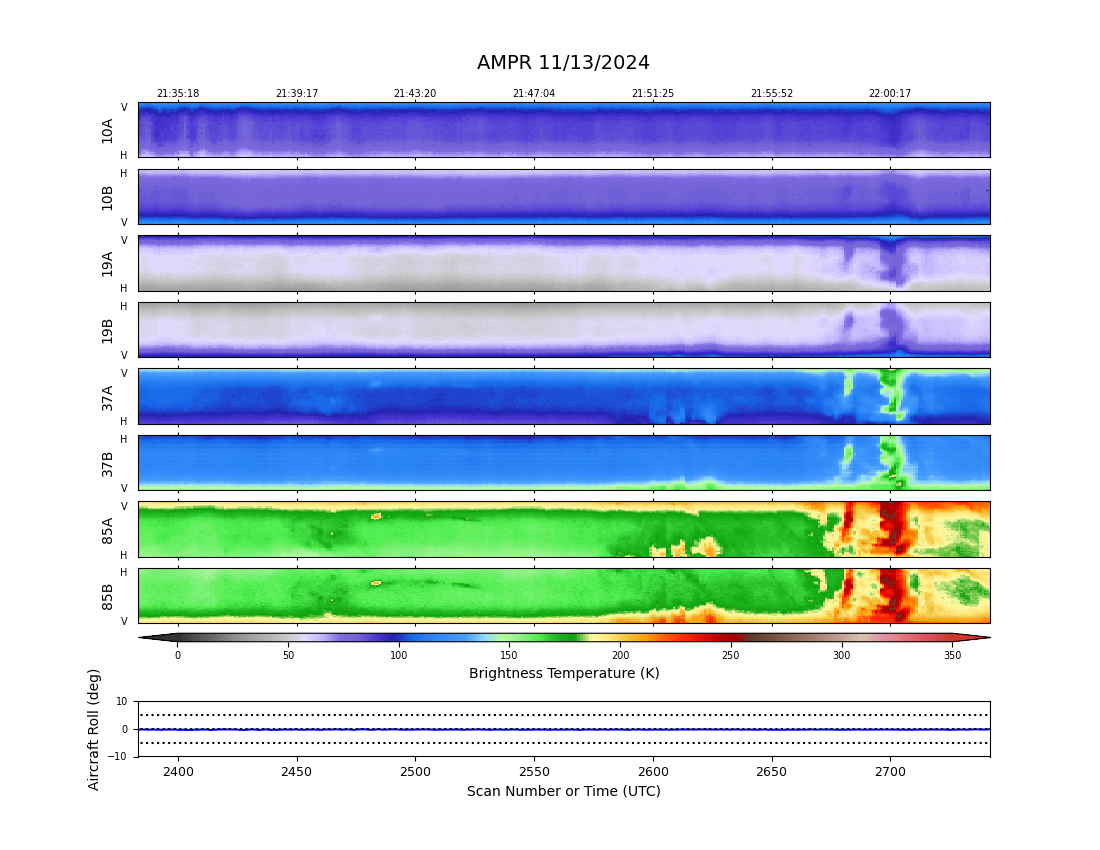 AMPR 11/13/2024
21:35:18 21:39:17 21:43:20 21:47:04 21:51:25 21:55:52 22:00:17
V
10A
H
H
10B
V
V
19A
H
H
19B
V
V
37A
H
H
37B
V
V
85A
H
H
85B
V
0 50 100 150 200 250 300 350
Brightness Temperature (K)
Aircraft Roll (deg)
10
0
−10
2400 2450 2500 2550 2600 2650 2700
Scan Number or Time (UTC)